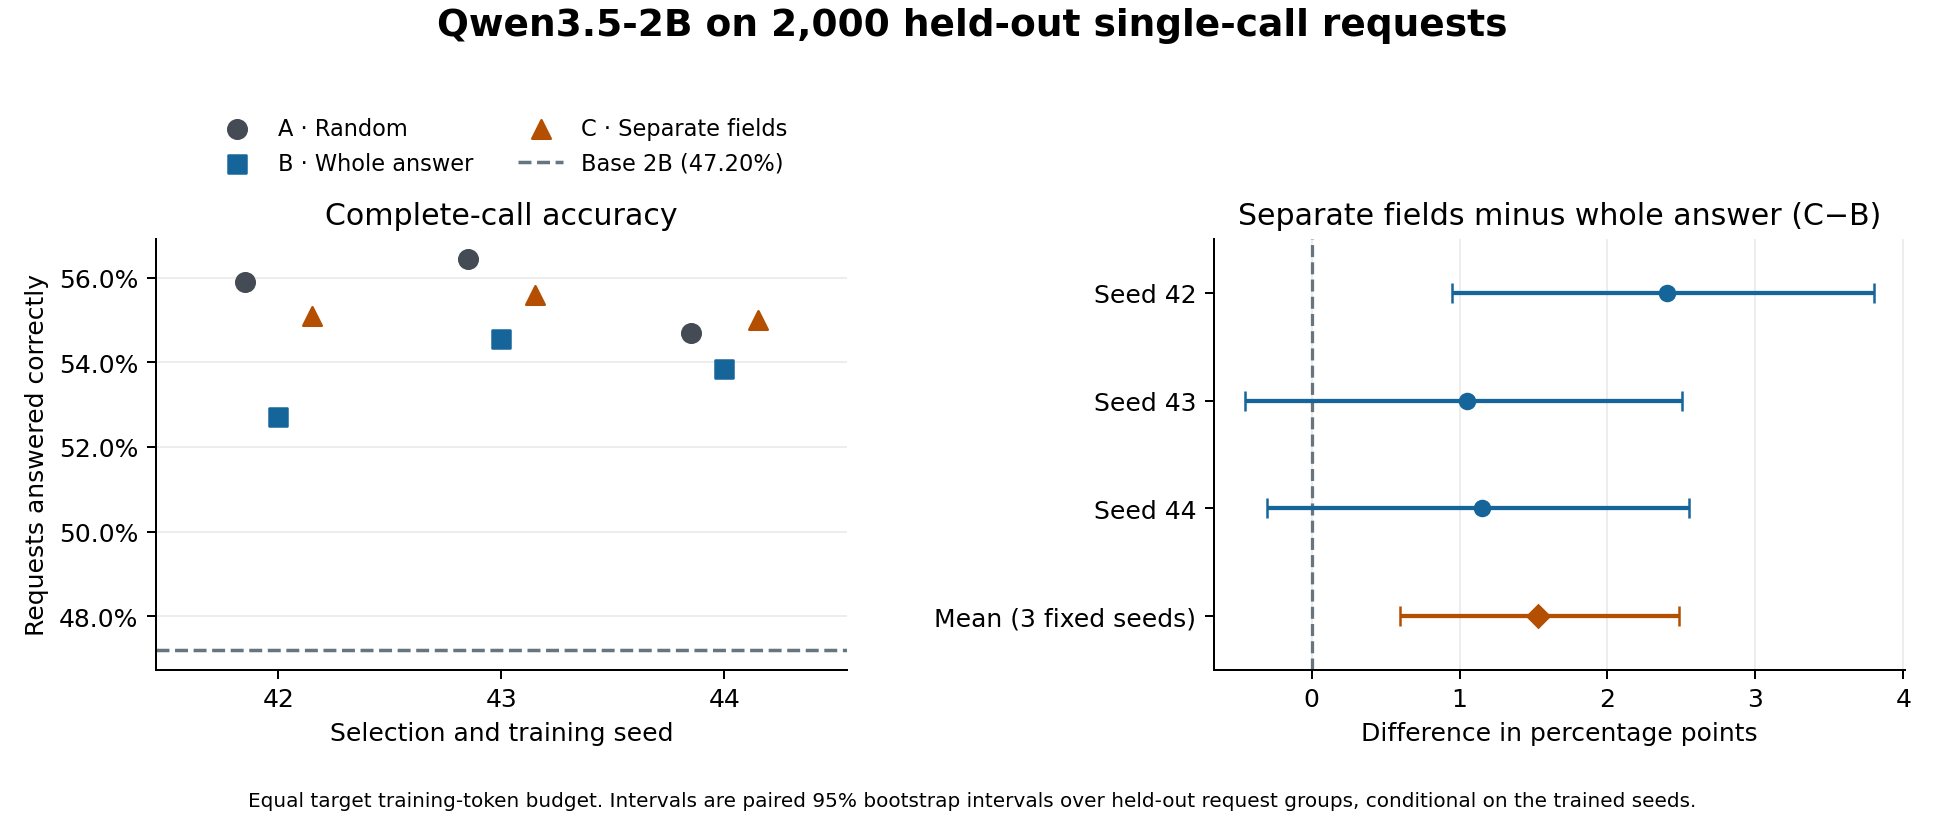 Qwen3.5-2B on 2,000 held-out single-call requests
A · Random
B · Whole answer
C · Separate fields
Base 2B (47.20%)
Complete-call accuracy
Requests answered correctly
56.0%
54.0%
52.0%
50.0%
48.0%
42
43
44
Selection and training seed
Separate fields minus whole answer (C−B)
Seed 42
Seed 43
Seed 44
Mean (3 fixed seeds)
0
1
2
3
4
Difference in percentage points
Equal target training-token budget. Intervals are paired 95% bootstrap intervals over held-out request groups, conditional on the trained seeds.